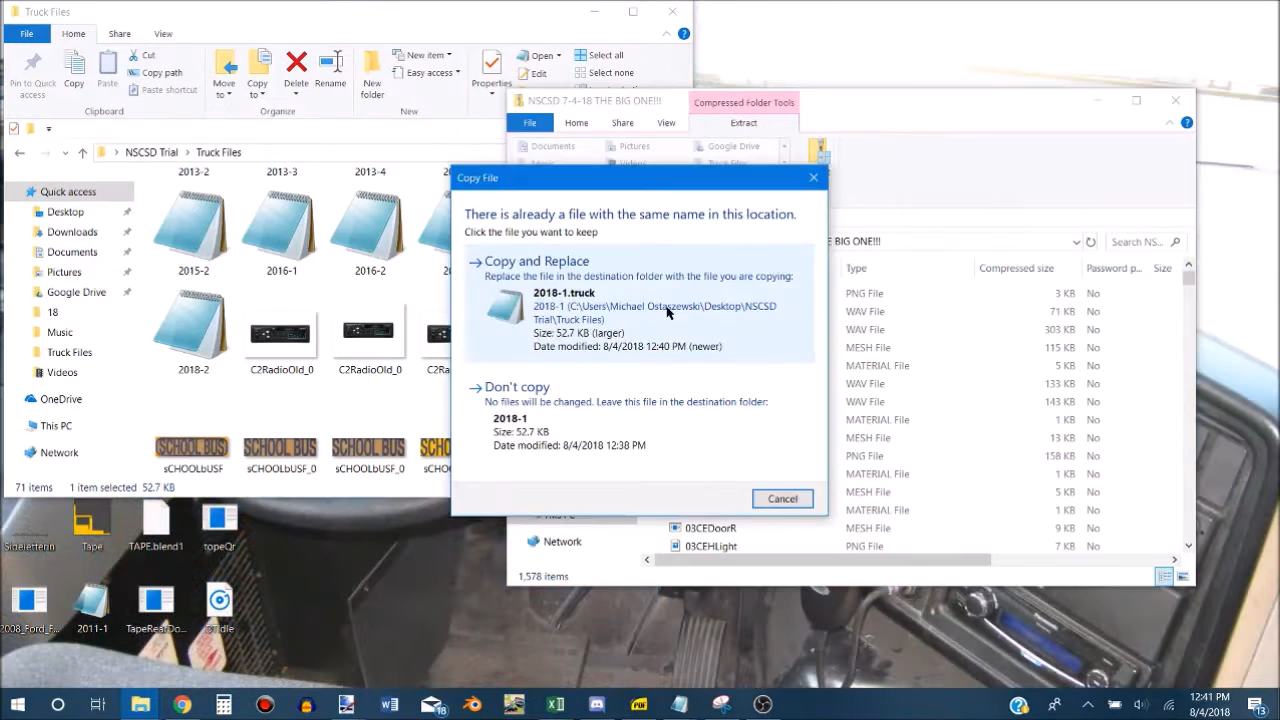 Truck Files
File Home Share View
Pin to Quick access
Copy
Paste
Cut
Copy path
Paste shortcut
Move to
Copy to
Delete
Rename
New folder
New item
Easy access
Properties
Open
Edit
Select all
Select none
Clipboard Organize New
NSCSD Trial > Truck Files
Quick access
Desktop
Downloads
Documents
Pictures
Google Drive
18
Music
Truck Files
Videos
OneDrive
This PC
Network
2013-2 2013-3 2013-4
2015-2 2016-1 2016-2
2018-2 C2RadioOld_0 C2RadioOld_0
sCHOOLbUSF sCHOOLbUSF_0 sCHOOLbUSF_0
SCHOOL BUS SCHOOL BUS SCHOOL BUS
71 items 1 item selected 52.7 KB
NSCSD 7-4-18 THE BIG ONE!!!
Compressed Folder Tools
File Home Share View Extract
Documents Pictures Google Drive
E BIG ONE!!!
Search NS...
Type Compressed size Password p... Size
PNG File 3 KB No
WAV File 71 KB No
WAV File 303 KB No
MESH File 115 KB No
MATERIAL File 5 KB No
WAV File 133 KB No
WAV File 143 KB No
MATERIAL File 1 KB No
MESH File 13 KB No
PNG File 158 KB No
MATERIAL File 1 KB No
MESH File 5 KB No
MATERIAL File 1 KB No
03CEDoorR MESH File 9 KB No
03CEHLight PNG File 7 KB No
Network
1,578 items
Copy File
There is already a file with the same name in this location.
Click the file you want to keep
Copy and Replace
Replace the file in the destination folder with the file you are copying:
2018-1.truck
2018-1 (C:\Users\Michael Ostaszewski\Desktop\NSCSD
Trial\Truck Files)
Size: 52.7 KB (larger)
Date modified: 8/4/2018 12:40 PM (newer)
Don't copy
No files will be changed. Leave this file in the destination folder:
2018-1
Size: 52.7 KB
Date modified: 8/4/2018 12:38 PM
Cancel
Tape TAPE.blend1 topeQr
2008_Ford_F... 2011-1 TapeRearDo...
12:41 PM
8/4/2018